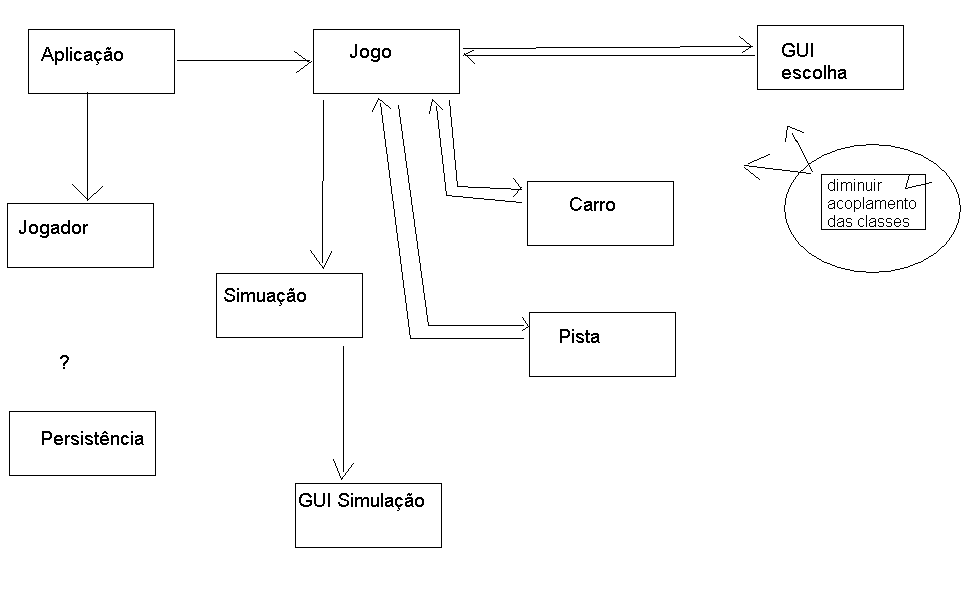 Aplicação
Jogo
GUI
escolha
diminuir
acoplamento
das classes
Carro
Jogador
Simuação
Pista
?
Persistência
GUI Simulação